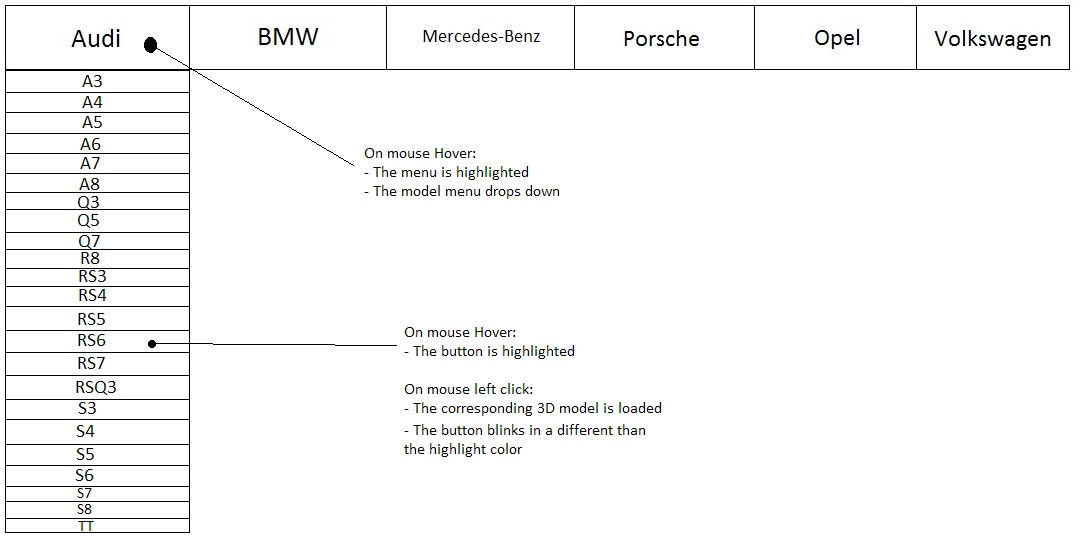 Audi
BMW
Mercedes-Benz
Porsche
Opel
Volkswagen
A3
A4
A5
A6
A7
A8
Q3
Q5
Q7
R8
RS3
RS4
RS5
RS6
RS7
RSQ3
S3
S4
S5
S6
S7
S8
TT
On mouse Hover:
- The menu is highlighted
- The model menu drops down
On mouse Hover:
- The button is highlighted
On mouse left click:
- The corresponding 3D model is loaded
- The button blinks in a different than
the highlight color